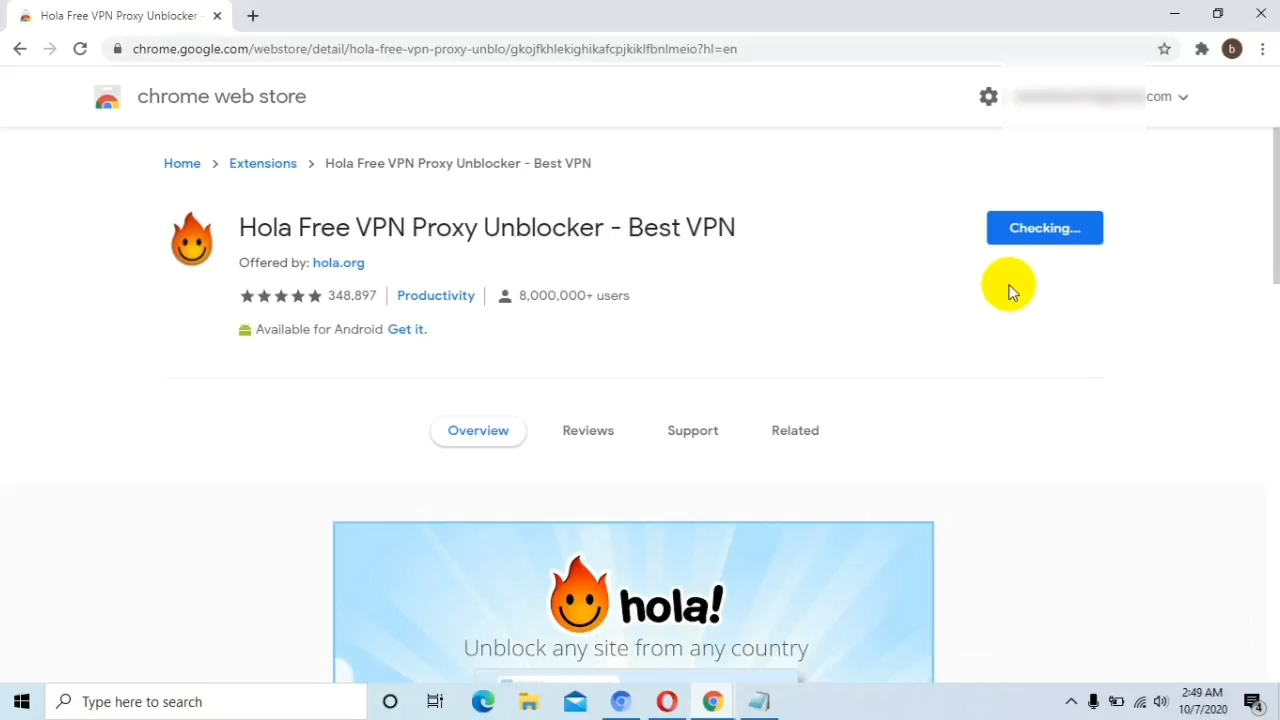 Hola Free VPN Proxy Unblocker -
chrome.google.com/webstore/detail/hola-free-vpn-proxy-unblo/gkojfkhlekighikafcpjkiklfbnlmeio?hl=en
b
chrome web store
com
Home > Extensions > Hola Free VPN Proxy Unblocker - Best VPN
Hola Free VPN Proxy Unblocker - Best VPN
Checking...
Offered by: hola.org
348,897 | Productivity | 8,000,000+ users
Available for Android Get it.
Overview Reviews Support Related
hola!
Unblock any site from any country
Type here to search
2:49 AM
10/7/2020
4